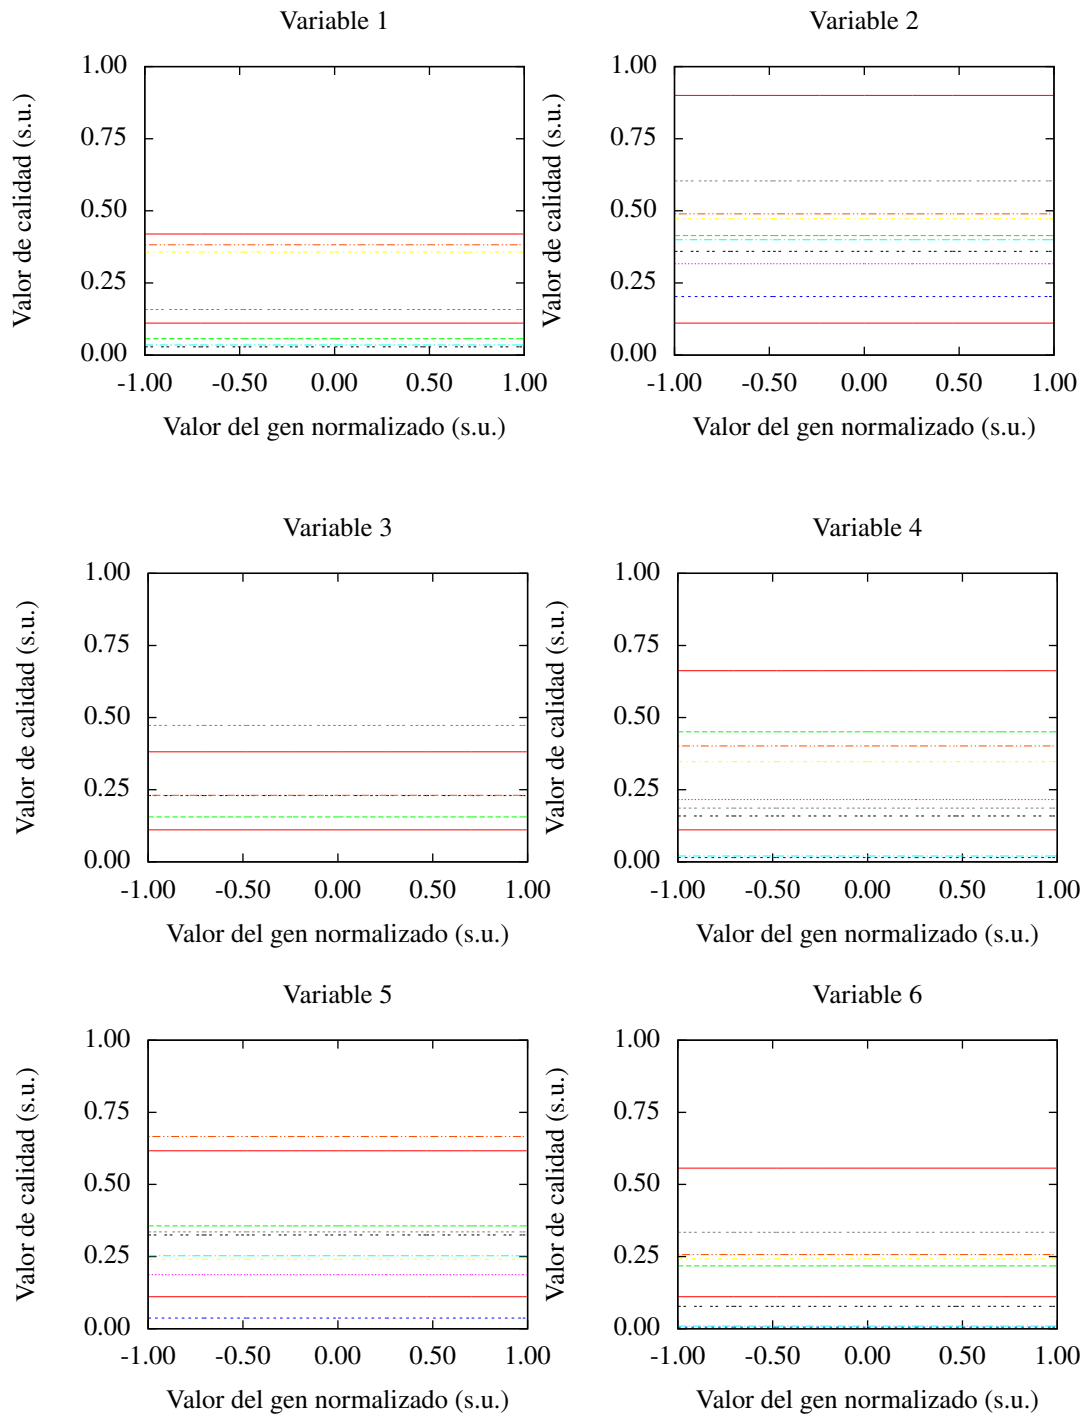 Variable 1
Valor de calidad (s.u.)
1.00
0.75
0.50
0.25
0.00
-1.00 -0.50 0.00 0.50 1.00
Valor del gen normalizado (s.u.)
Variable 2
Valor de calidad (s.u.)
1.00
0.75
0.50
0.25
0.00
-1.00 -0.50 0.00 0.50 1.00
Valor del gen normalizado (s.u.)
Variable 3
Valor de calidad (s.u.)
1.00
0.75
0.50
0.25
0.00
-1.00 -0.50 0.00 0.50 1.00
Valor del gen normalizado (s.u.)
Variable 4
Valor de calidad (s.u.)
1.00
0.75
0.50
0.25
0.00
-1.00 -0.50 0.00 0.50 1.00
Valor del gen normalizado (s.u.)
Variable 5
Valor de calidad (s.u.)
1.00
0.75
0.50
0.25
0.00
-1.00 -0.50 0.00 0.50 1.00
Valor del gen normalizado (s.u.)
Variable 6
Valor de calidad (s.u.)
1.00
0.75
0.50
0.25
0.00
-1.00 -0.50 0.00 0.50 1.00
Valor del gen normalizado (s.u.)